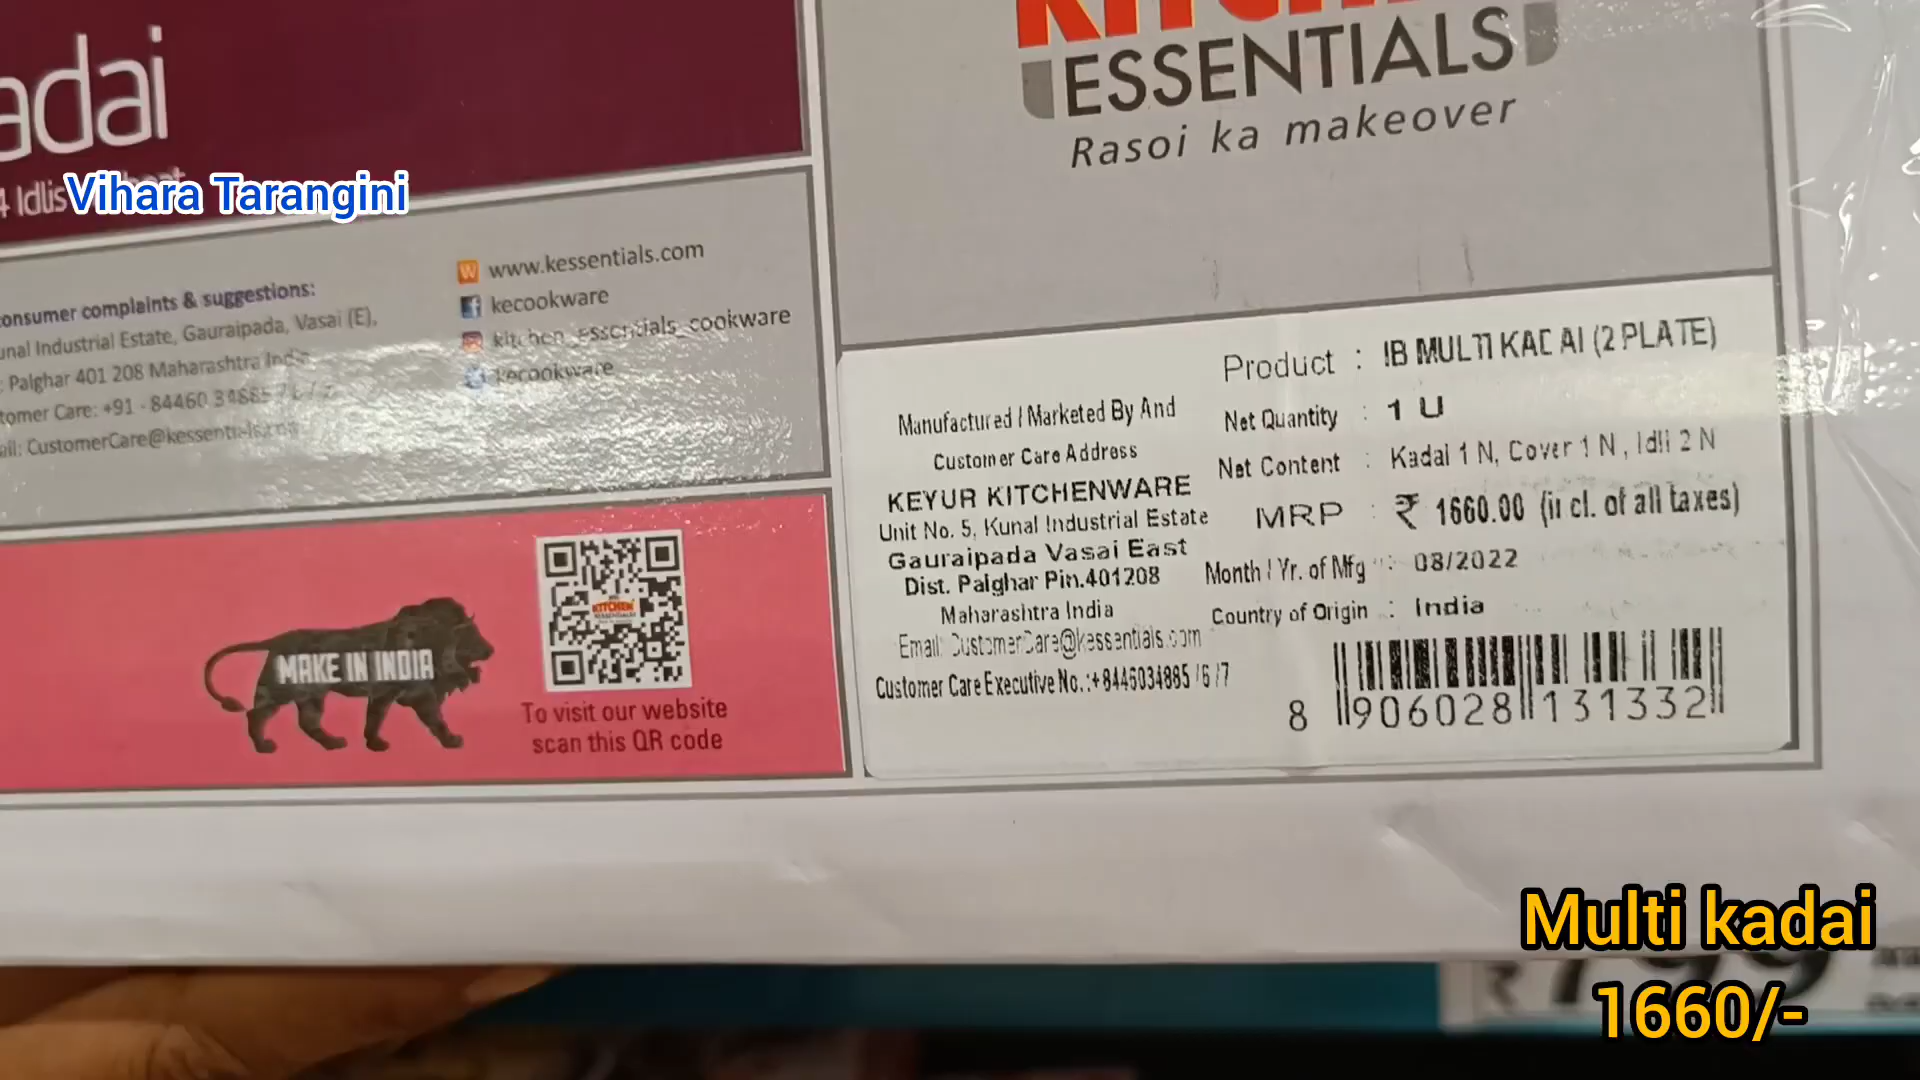 adai
4 Idlis
Vihara Tarangini
onsumer complaints & suggestions:
unal Industrial Estate, Gauraipada, Vasai (E),
: Palghar 401 208 Maharashtra India
tomer Care: +91 - 84460 34885 / 6 / 7
ail: CustomerCare@kessentials.com
www.kessentials.com
kecookware
kitchen_essentials_cookware
kecookware
MAKE IN INDIA
KITCHEN
ESSENTIALS
To visit our website
scan this QR code
KITCHEN
ESSENTIALS
Rasoi ka makeover
Manufactured / Marketed By And
Customer Care Address
KEYUR KITCHENWARE
Unit No. 5, Kunal Industrial Estate
Gauraipada Vasai East
Dist. Palghar Pin.401208
Maharashtra India
Email: CustomerCare@kessentials.com
Customer Care Executive No.:+8446034885 /6 /7
Product : IB MULTI KADAI (2 PLATE)
Net Quantity : 1 U
Net Content : Kadai 1 N, Cover 1 N, Idli 2 N
MRP : ₹ 1660.00 (incl. of all taxes)
Month / Yr. of Mfg : 08/2022
Country of Origin : India
8 906028 131332
Multi kadai
1660/-